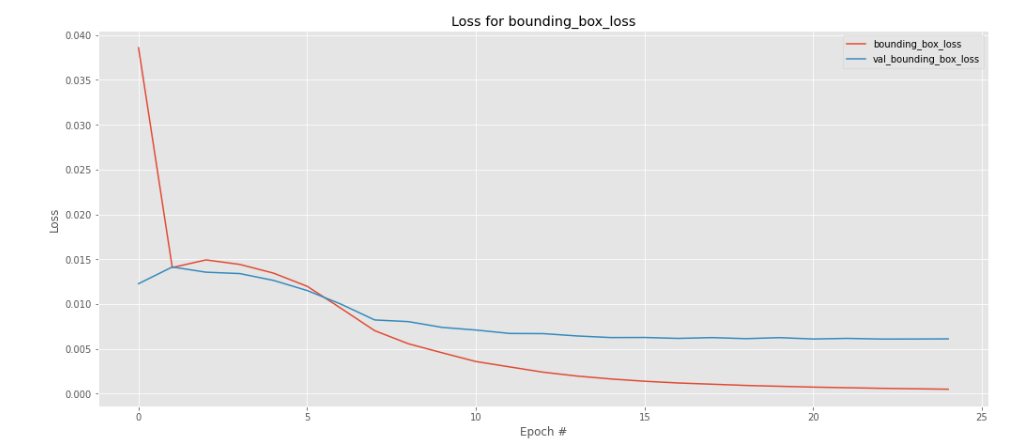 Loss for bounding_box_loss
bounding_box_loss
val_bounding_box_loss
0.040
0.035
0.030
0.025
0.020
0.015
0.010
0.005
0.000
Loss
0 5 10 15 20 25
Epoch #